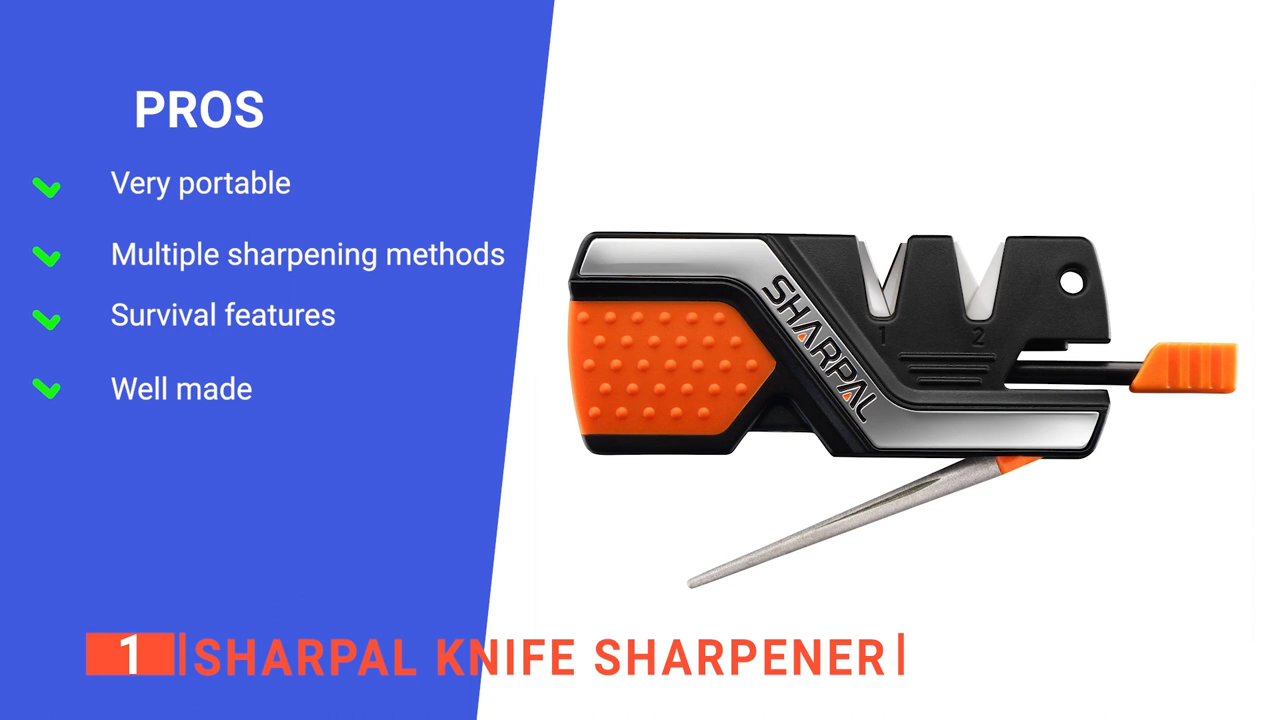 PROS
Very portable
Multiple sharpening methods
Survival features
Well made
SHARPAL
1
2
1 SHARPAL KNIFE SHARPENER